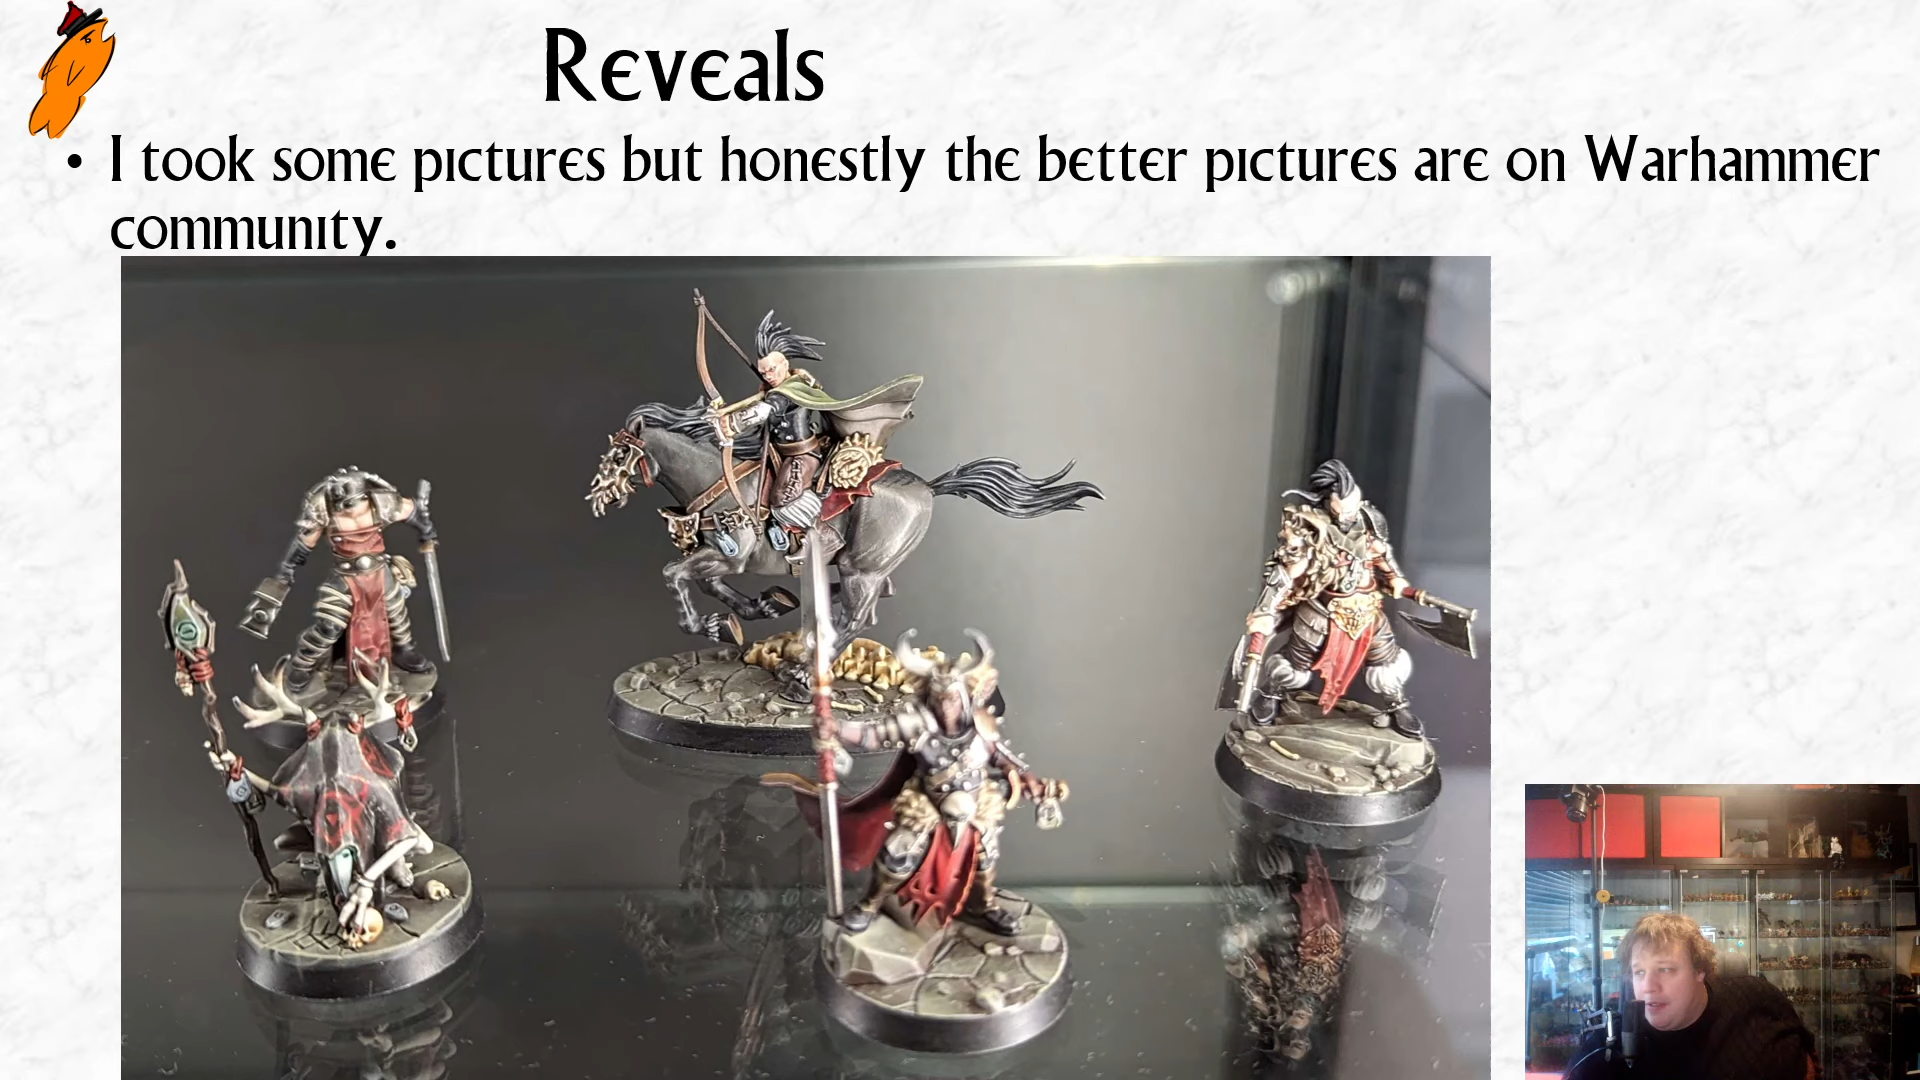 Reveals
• I took some pictures but honestly the better pictures are on Warhammer
community.